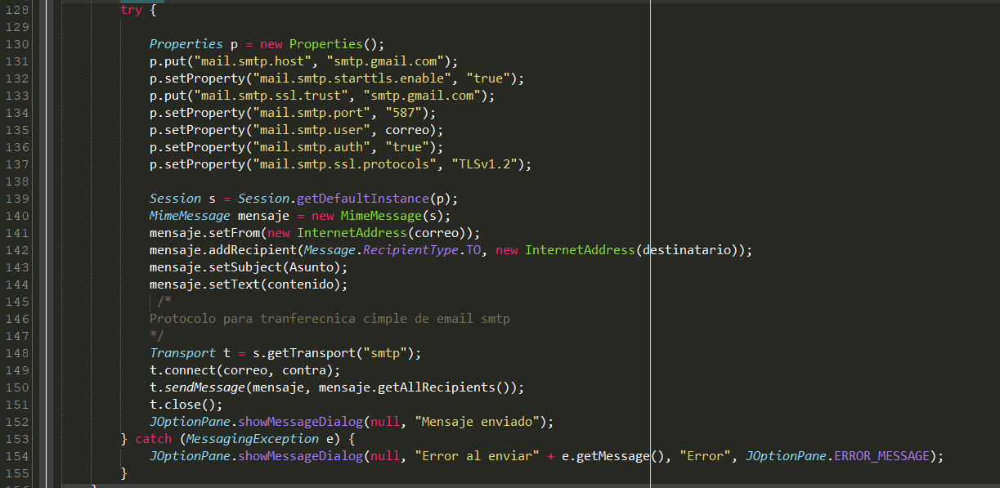 128 try {
129
130 Properties p = new Properties();
131 p.put("mail.smtp.host", "smtp.gmail.com");
132 p.setProperty("mail.smtp.starttls.enable", "true");
133 p.put("mail.smtp.ssl.trust", "smtp.gmail.com");
134 p.setProperty("mail.smtp.port", "587");
135 p.setProperty("mail.smtp.user", correo);
136 p.setProperty("mail.smtp.auth", "true");
137 p.setProperty("mail.smtp.ssl.protocols", "TLSv1.2");
138
139 Session s = Session.getDefaultInstance(p);
140 MimeMessage mensaje = new MimeMessage(s);
141 mensaje.setFrom(new InternetAddress(correo));
142 mensaje.addRecipient(Message.RecipientType.TO, new InternetAddress(destinatario));
143 mensaje.setSubject(Asunto);
144 mensaje.setText(contenido);
145 /*
146 Protocolo para tranferecnica cimple de email smtp
147 */
148 Transport t = s.getTransport("smtp");
149 t.connect(correo, contra);
150 t.sendMessage(mensaje, mensaje.getAllRecipients());
151 t.close();
152 JOptionPane.showMessageDialog(null, "Mensaje enviado");
153 } catch (MessagingException e) {
154 JOptionPane.showMessageDialog(null, "Error al enviar" + e.getMessage(), "Error", JOptionPane.ERROR_MESSAGE);
155 }